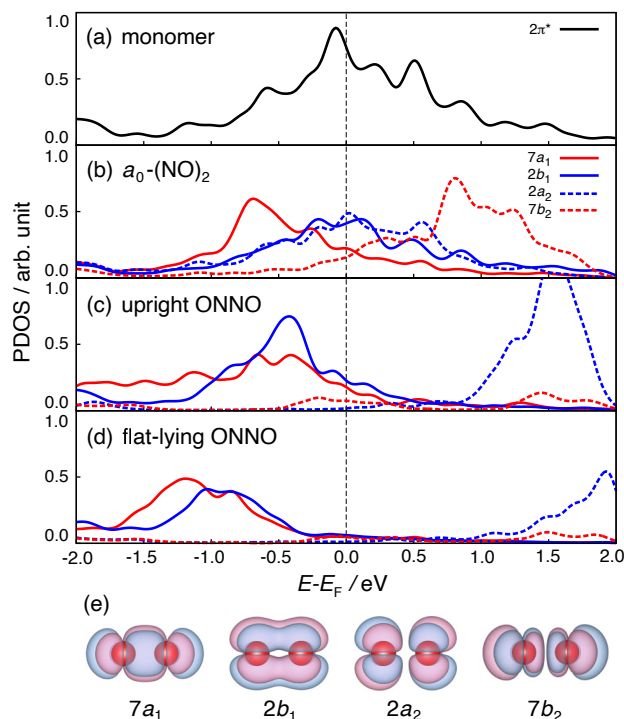 (a) monomer
2π*
1.0
0.5
0.0
(b) a₀-(NO)₂
7a₁
2b₁
2a₂
7b₂
1.0
0.5
0.0
PDOS / arb. unit
(c) upright ONNO
1.0
0.5
0.0
(d) flat-lying ONNO
1.0
0.5
0.0
-2.0 -1.5 -1.0 -0.5 0.0 0.5 1.0 1.5 2.0
E-E_F / eV
(e)
7a₁ 2b₁ 2a₂ 7b₂